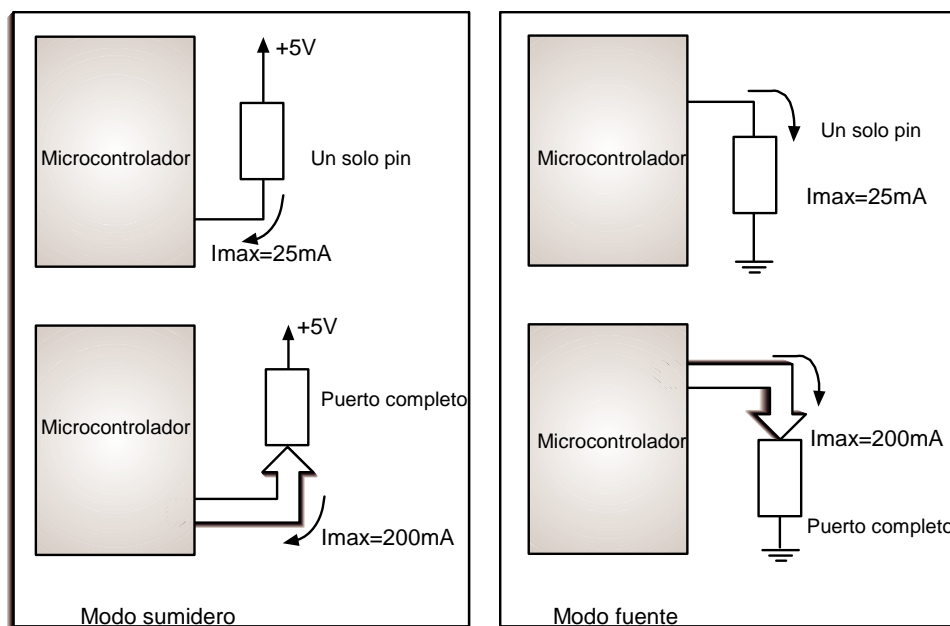 +5V
Microcontrolador
Un solo pin
Imax=25mA
+5V
Puerto completo
Microcontrolador
Imax=200mA
Modo sumidero
Un solo pin
Microcontrolador
Imax=25mA
Microcontrolador
Imax=200mA
Puerto completo
Modo fuente